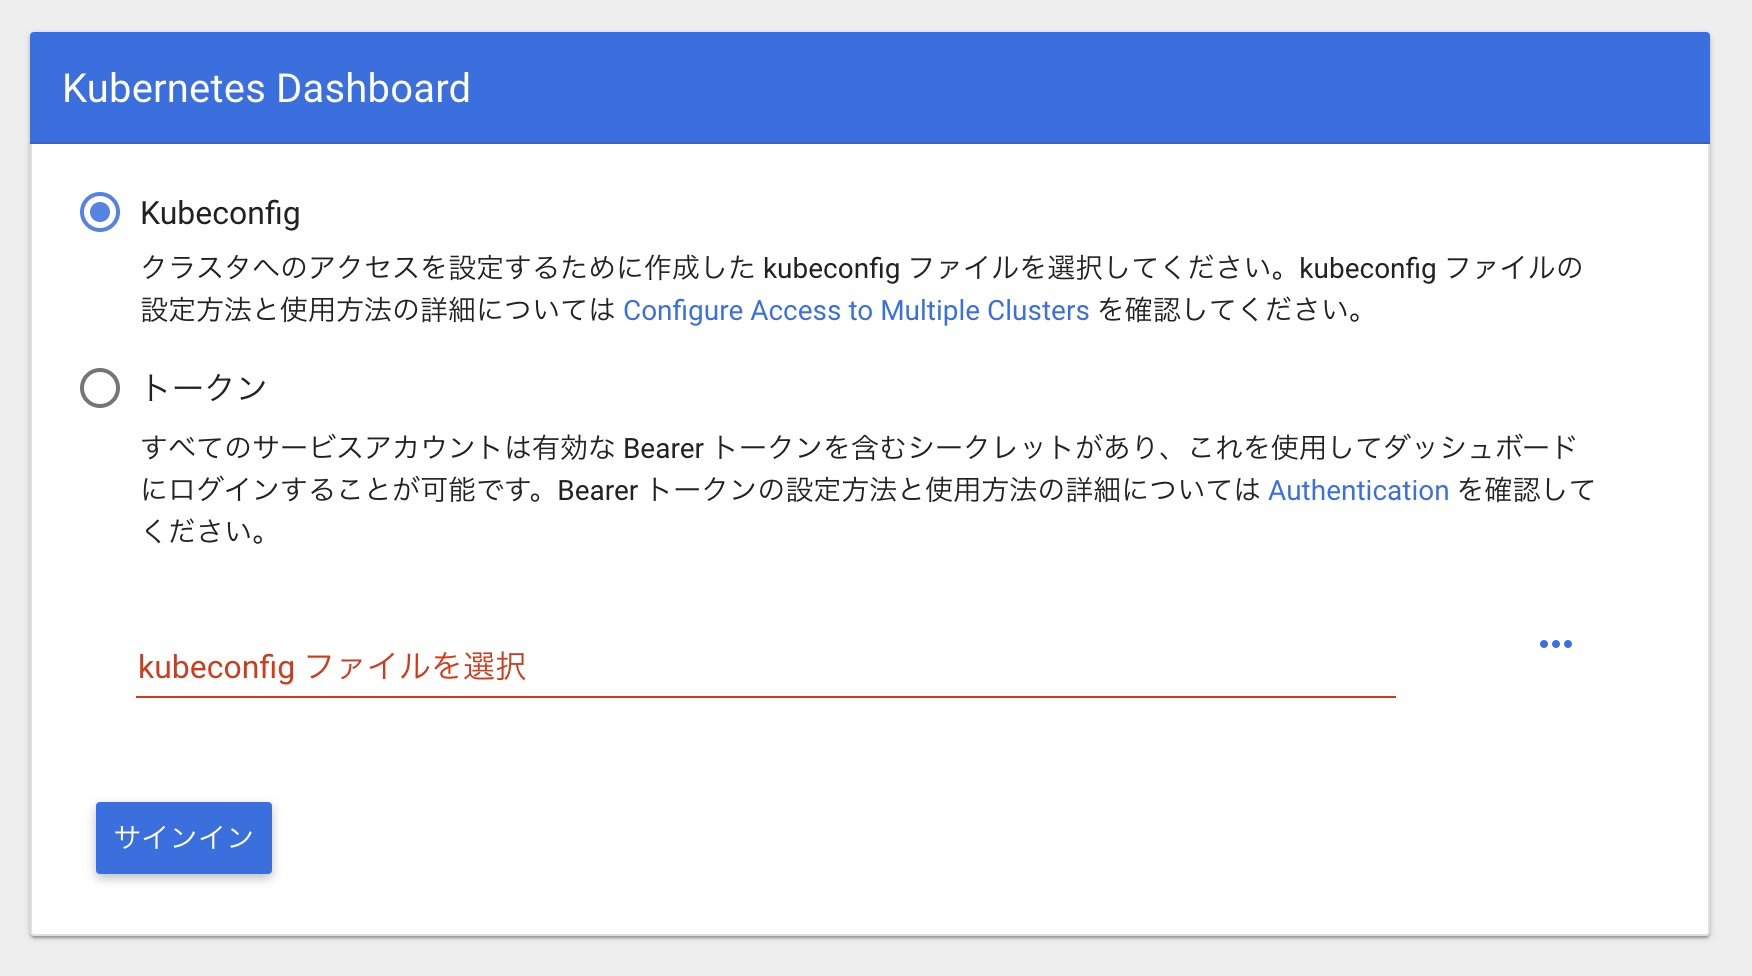 Kubernetes Dashboard
Kubeconfig
クラスタへのアクセスを設定するために作成した kubeconfig ファイルを選択してください。kubeconfig ファイルの
設定方法と使用方法の詳細については Configure Access to Multiple Clusters を確認してください。
トークン
すべてのサービスアカウントは有効な Bearer トークンを含むシークレットがあり、これを使用してダッシュボード
にログインすることが可能です。Bearer トークンの設定方法と使用方法の詳細については Authentication を確認して
ください。
kubeconfig ファイルを選択
サインイン